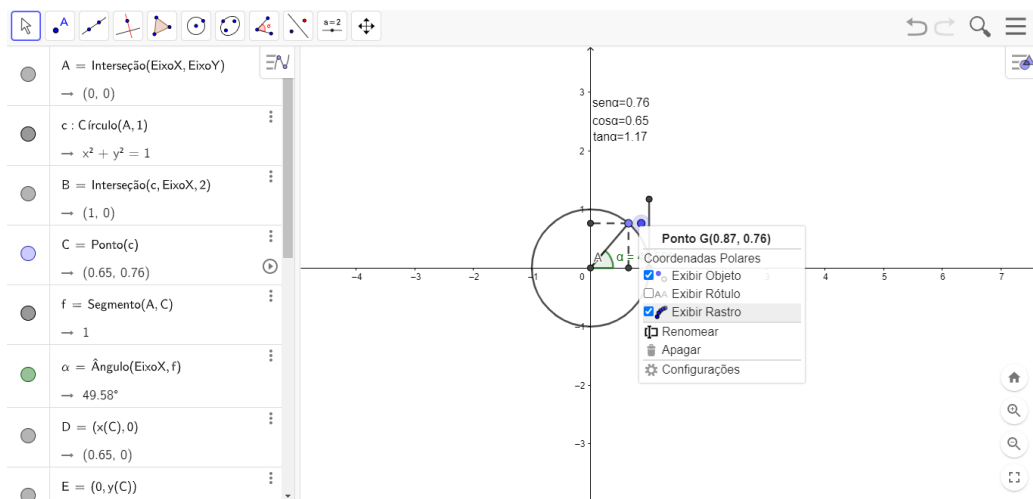 A
a=2
A = Interseção(EixoX, EixoY)
→ (0, 0)
c : Círculo(A, 1)
→ x² + y² = 1
B = Interseção(c, EixoX, 2)
→ (1, 0)
C = Ponto(c)
→ (0.65, 0.76)
f = Segmento(A, C)
→ 1
α = Ângulo(EixoX, f)
→ 49.58°
D = (x(C), 0)
→ (0.65, 0)
E = (0, y(C))
senα=0.76
cosα=0.65
tanα=1.17
3
2
1
−4
−3
−2
−1
0
4
5
6
7
−1
−2
−3
A
α =
Ponto G(0.87, 0.76)
Coordenadas Polares
Exibir Objeto
AA Exibir Rótulo
Exibir Rastro
Renomear
Apagar
Configurações